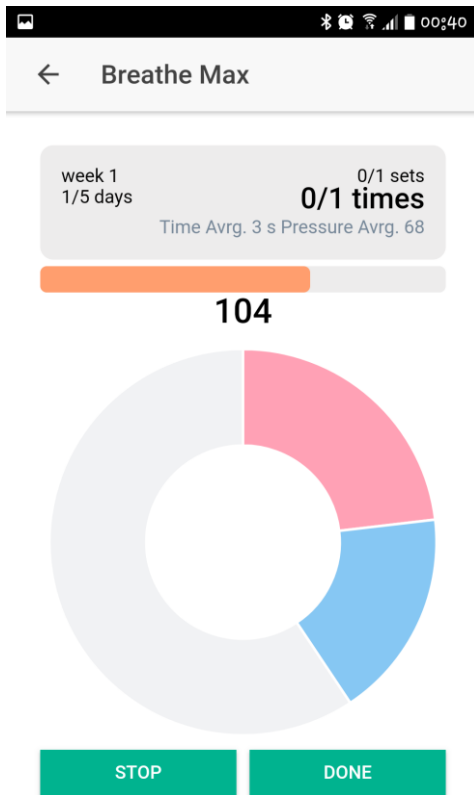 00:40
Breathe Max
week 1
0/1 sets
1/5 days
0/1 times
Time Avrg. 3 s Pressure Avrg. 68
104
STOP
DONE